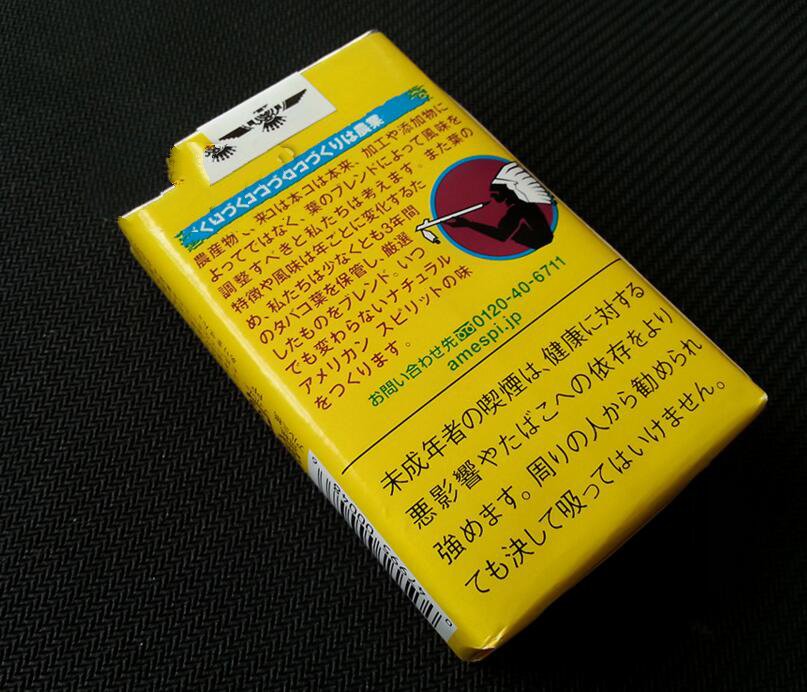 づくりは農業
農産物 は本来、加工や添加物に
よってではなく、葉のブレンドによって風味を
調整すべきと私たちは考えます。また葉の
特徴や風味は年ごとに変化するた
め、私たちは少なくとも3年間
のタバコ葉を保管し、厳選
したものをブレンド。いつ
でも変わらないナチュラル
アメリカン スピリットの味
をつくります。
お問い合わせ先 0120-40-6711
amespi.jp
未成年者の喫煙は、健康に対する
悪影響やたばこへの依存をより
強めます。周りの人から勧められ
ても決して吸ってはいけません。